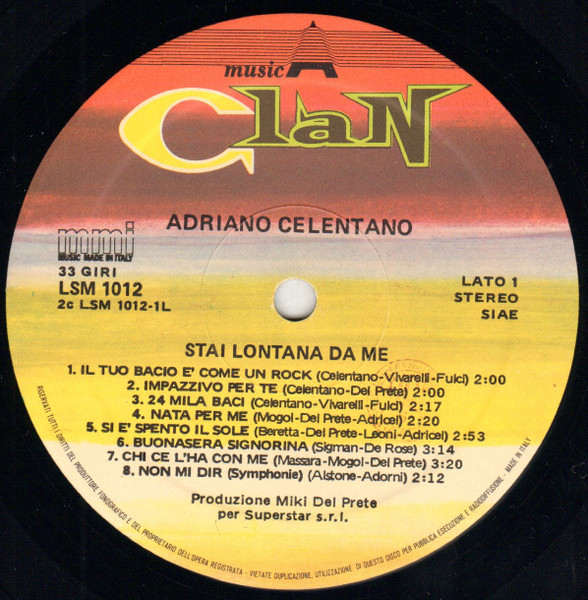 music
Clan
ADRIANO CELENTANO
mmi
MUSIC MADE IN ITALY
33 GIRI
LSM 1012
2c LSM 1012-1L
LATO 1
STEREO
SIAE
STAI LONTANA DA ME
1. IL TUO BACIO E' COME UN ROCK (Celentano-Vivarelli-Fulci) 2:00
2. IMPAZZIVO PER TE (Celentano-Del Prete) 2:00
3. 24 MILA BACI (Celentano-Vivarelli-Fulci) 2:17
4. NATA PER ME (Mogol-Del Prete-Adricel) 2:20
5. SI E' SPENTO IL SOLE (Beretta-Del Prete-Leoni-Adricel) 2:53
6. BUONASERA SIGNORINA (Sigman-De Rose) 3:14
7. CHI CE L'HA CON ME (Massara-Mogol-Del Prete) 3:20
8. NON MI DIR (Symphonie) (Alstone-Adorni) 2:12
Produzione Miki Del Prete
per Superstar s.r.l.
RISERVATI TUTTI I DIRITTI DEL PRODUTTORE FONOGRAFICO E DEL PROPRIETARIO DELL'OPERA REGISTRATA - VIETATE DUPLICAZIONE, UTILIZZAZIONE DI QUESTO DISCO PER PUBBLICA ESECUZIONE E RADIODIFFUSIONE - MADE IN ITALY